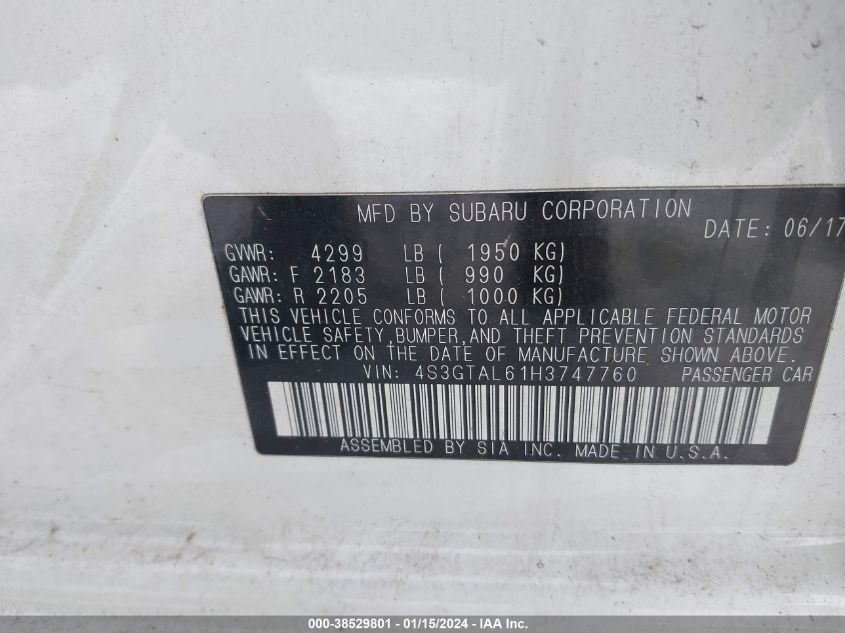 MFD BY SUBARU CORPORATION
DATE: 06/17
GVWR: 4299 LB ( 1950 KG)
GAWR: F 2183 LB ( 990 KG)
GAWR: R 2205 LB ( 1000 KG)
THIS VEHICLE CONFORMS TO ALL APPLICABLE FEDERAL MOTOR
VEHICLE SAFETY,BUMPER,AND THEFT PREVENTION STANDARDS
IN EFFECT ON THE DATE OF MANUFACTURE SHOWN ABOVE.
VIN: 4S3GTAL61H3747760 PASSENGER CAR
ASSEMBLED BY SIA INC. MADE IN U.S.A.
000-38529801 - 01/15/2024 - IAA Inc.